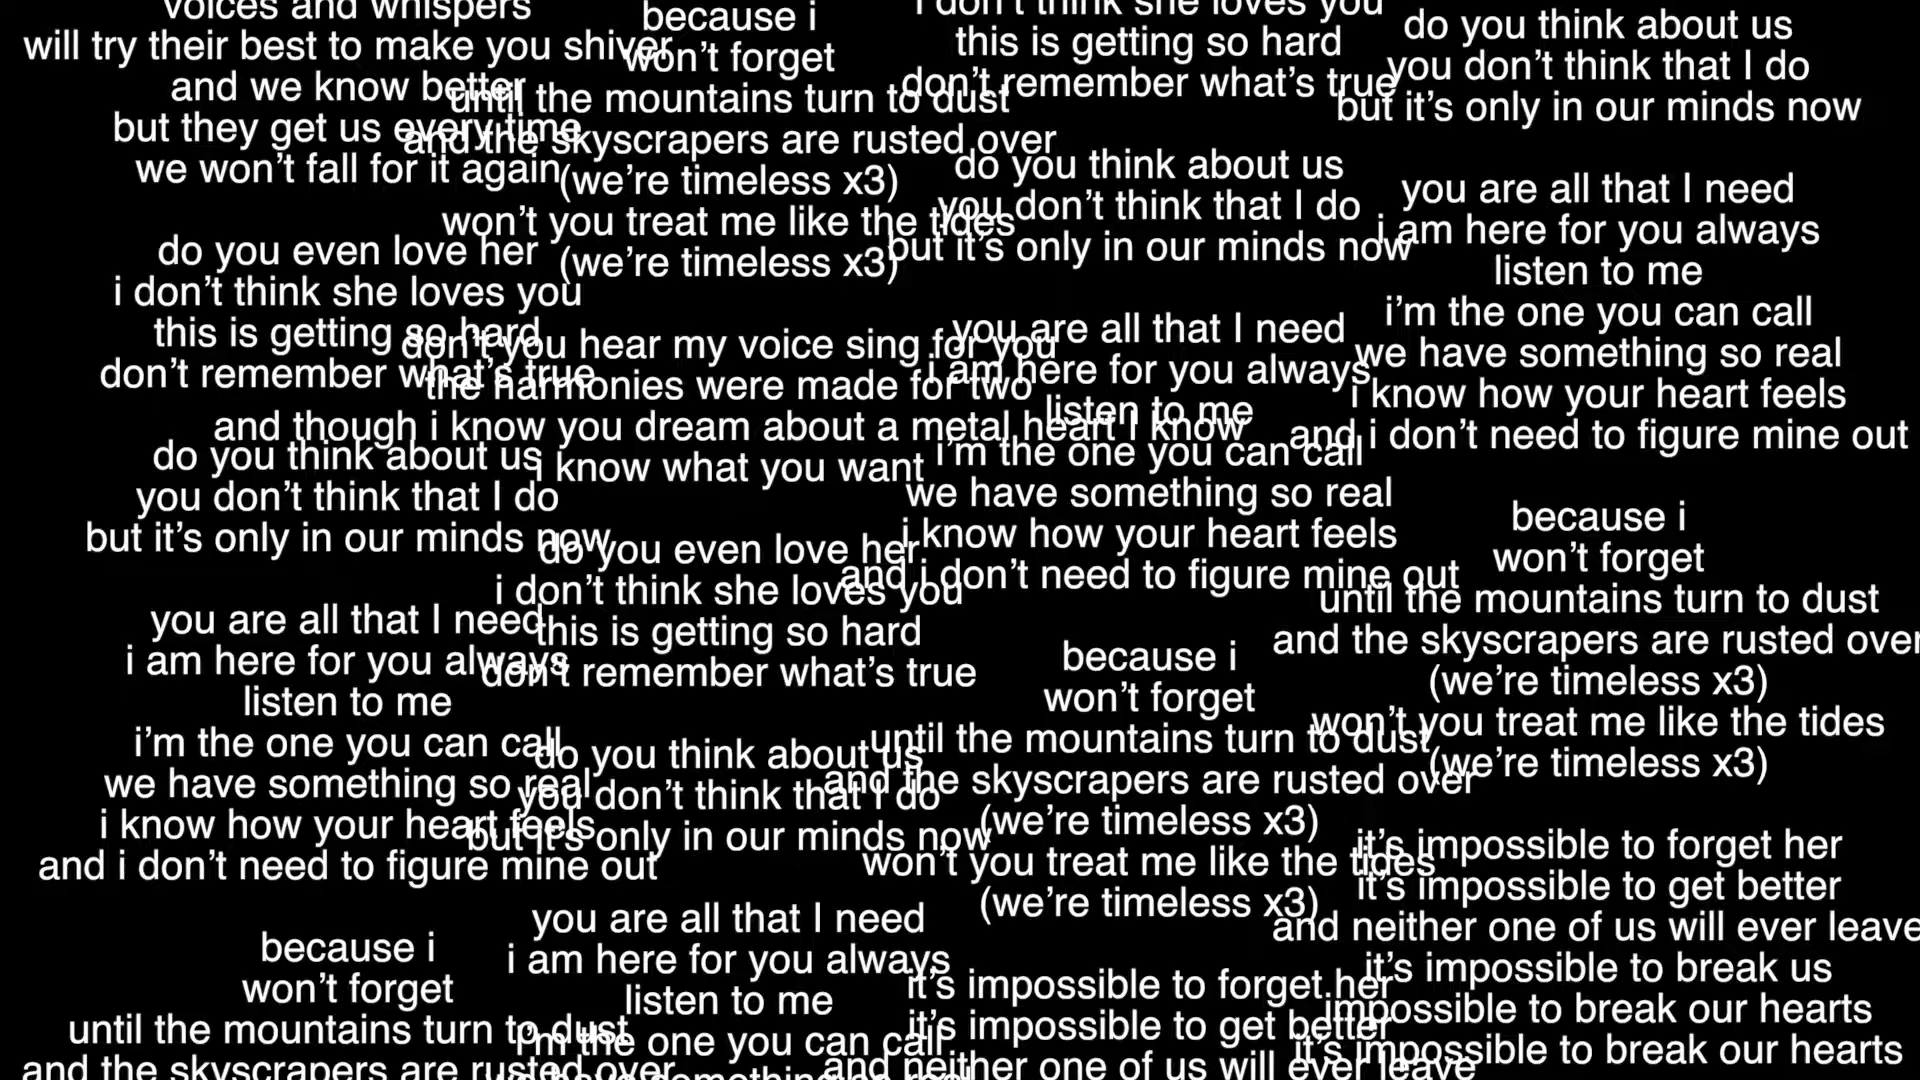 voices and whispers
will try their best to make you shiver
and we know better
but they get us every time
we won't fall for it again
do you even love her
i don't think she loves you
this is getting so hard
don't remember what's true
do you think about us
you don't think that I do
but it's only in our minds now
you are all that I need
i am here for you always
listen to me
i'm the one you can call
we have something so real
i know how your heart feels
and i don't need to figure mine out
because i
won't forget
until the mountains turn to dust
and the skyscrapers are rusted over
because i
won't forget
until the mountains turn to dust
and the skyscrapers are rusted over
(we're timeless x3)
won't you treat me like the tides
(we're timeless x3)
don't you hear my voice sing for you
the harmonies were made for two
and though i know you dream about a metal heart I know
i know what you want
do you even love her
i don't think she loves you
this is getting so hard
don't remember what's true
do you think about us
you don't think that I do
but it's only in our minds now
you are all that I need
i am here for you always
listen to me
i'm the one you can call
we have something so real
i don't think she loves you
this is getting so hard
don't remember what's true
do you think about us
you don't think that I do
but it's only in our minds now
you are all that I need
i am here for you always
listen to me
i'm the one you can call
we have something so real
i know how your heart feels
and i don't need to figure mine out
because i
won't forget
until the mountains turn to dust
and the skyscrapers are rusted over
(we're timeless x3)
won't you treat me like the tides
(we're timeless x3)
it's impossible to forget her
it's impossible to get better
and neither one of us will ever leave
do you think about us
you don't think that I do
but it's only in our minds now
you are all that I need
i am here for you always
listen to me
i'm the one you can call
we have something so real
i know how your heart feels
and i don't need to figure mine out
because i
won't forget
until the mountains turn to dust
and the skyscrapers are rusted over
(we're timeless x3)
won't you treat me like the tides
(we're timeless x3)
it's impossible to forget her
it's impossible to get better
and neither one of us will ever leave
it's impossible to break us
impossible to break our hearts
it's impossible to break our hearts